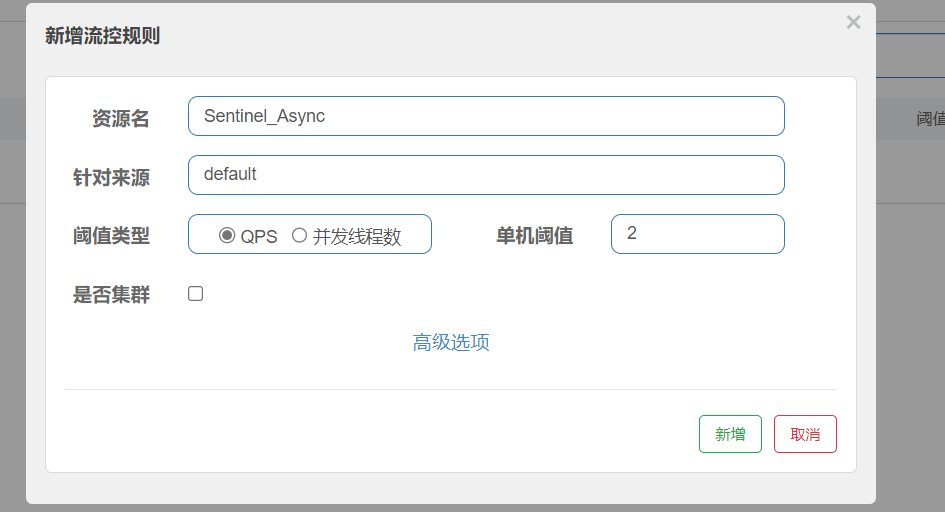 新增流控规则 ×
资源名 Sentinel_Async
针对来源 default
阈值类型 QPS 并发线程数 单机阈值 2
是否集群
高级选项
新增 取消
阈值